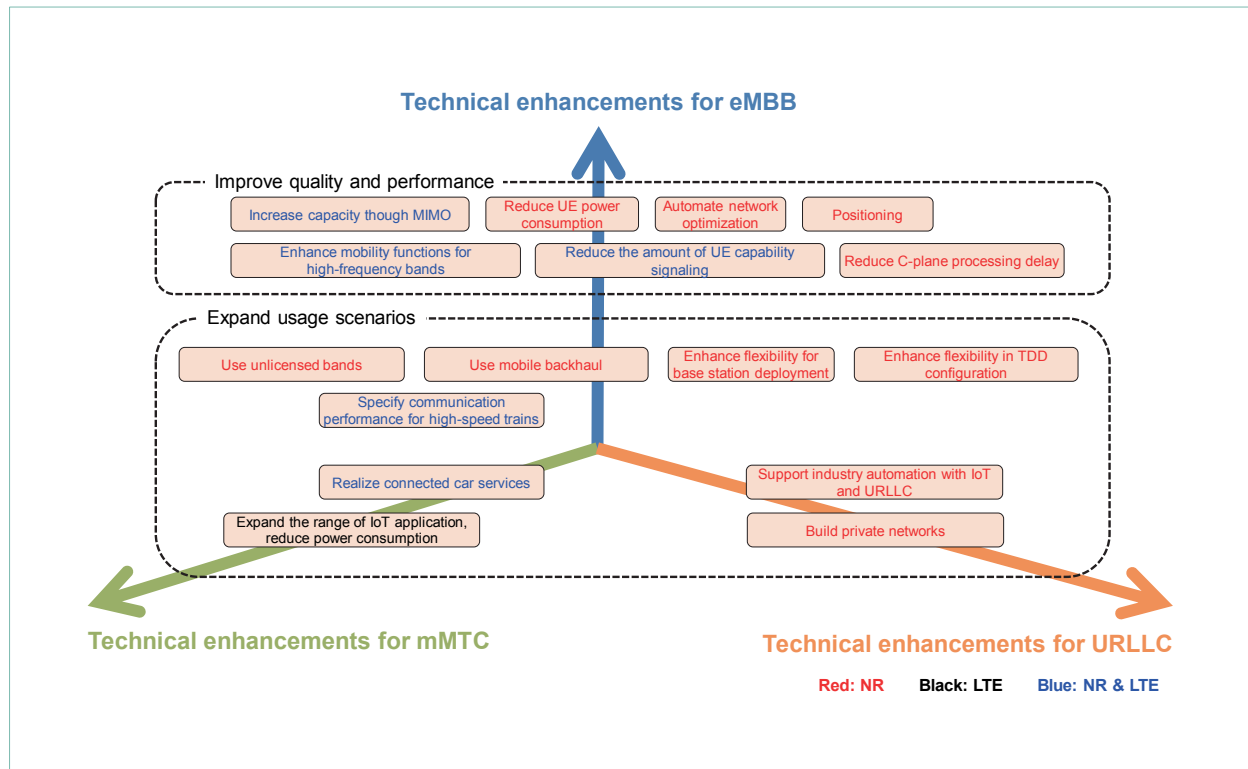 Technical enhancements for eMBB
Improve quality and performance
Increase capacity though MIMO
Reduce UE power
consumption
Automate network
optimization
Positioning
Enhance mobility functions for
high-frequency bands
Reduce the amount of UE capability
signaling
Reduce C-plane processing delay
Expand usage scenarios
Use unlicensed bands
Use mobile backhaul
Enhance flexibility for
base station deployment
Enhance flexibility in TDD
configuration
Specify communication
performance for high-speed trains
Realize connected car services
Support industry automation with IoT
and URLLC
Expand the range of IoT application,
reduce power consumption
Build private networks
Technical enhancements for mMTC
Technical enhancements for URLLC
Red: NR Black: LTE Blue: NR & LTE